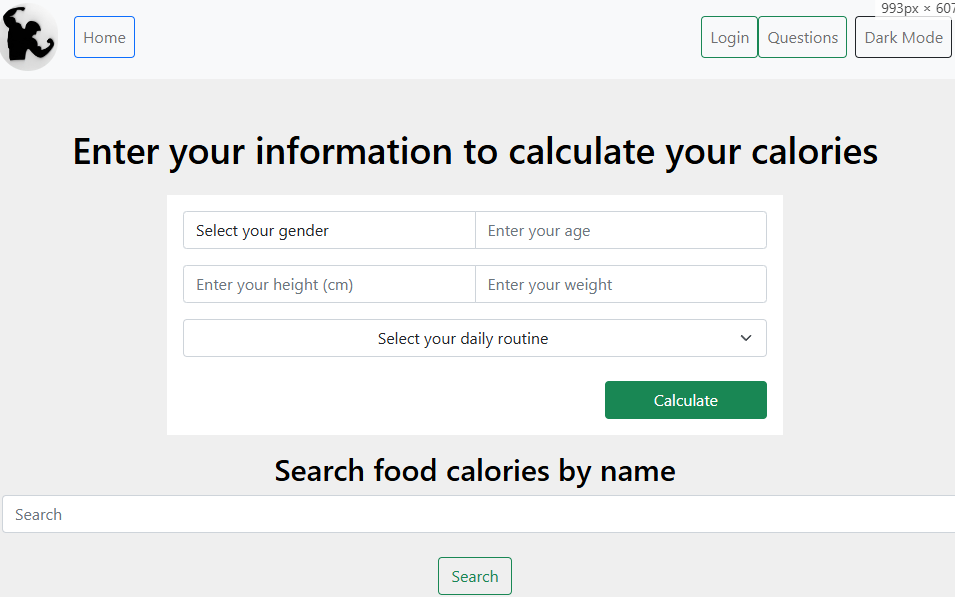 993px × 607
Home
Login
Questions
Dark Mode
Enter your information to calculate your calories
Select your gender
Enter your age
Enter your height (cm)
Enter your weight
Select your daily routine
Calculate
Search food calories by name
Search
Search